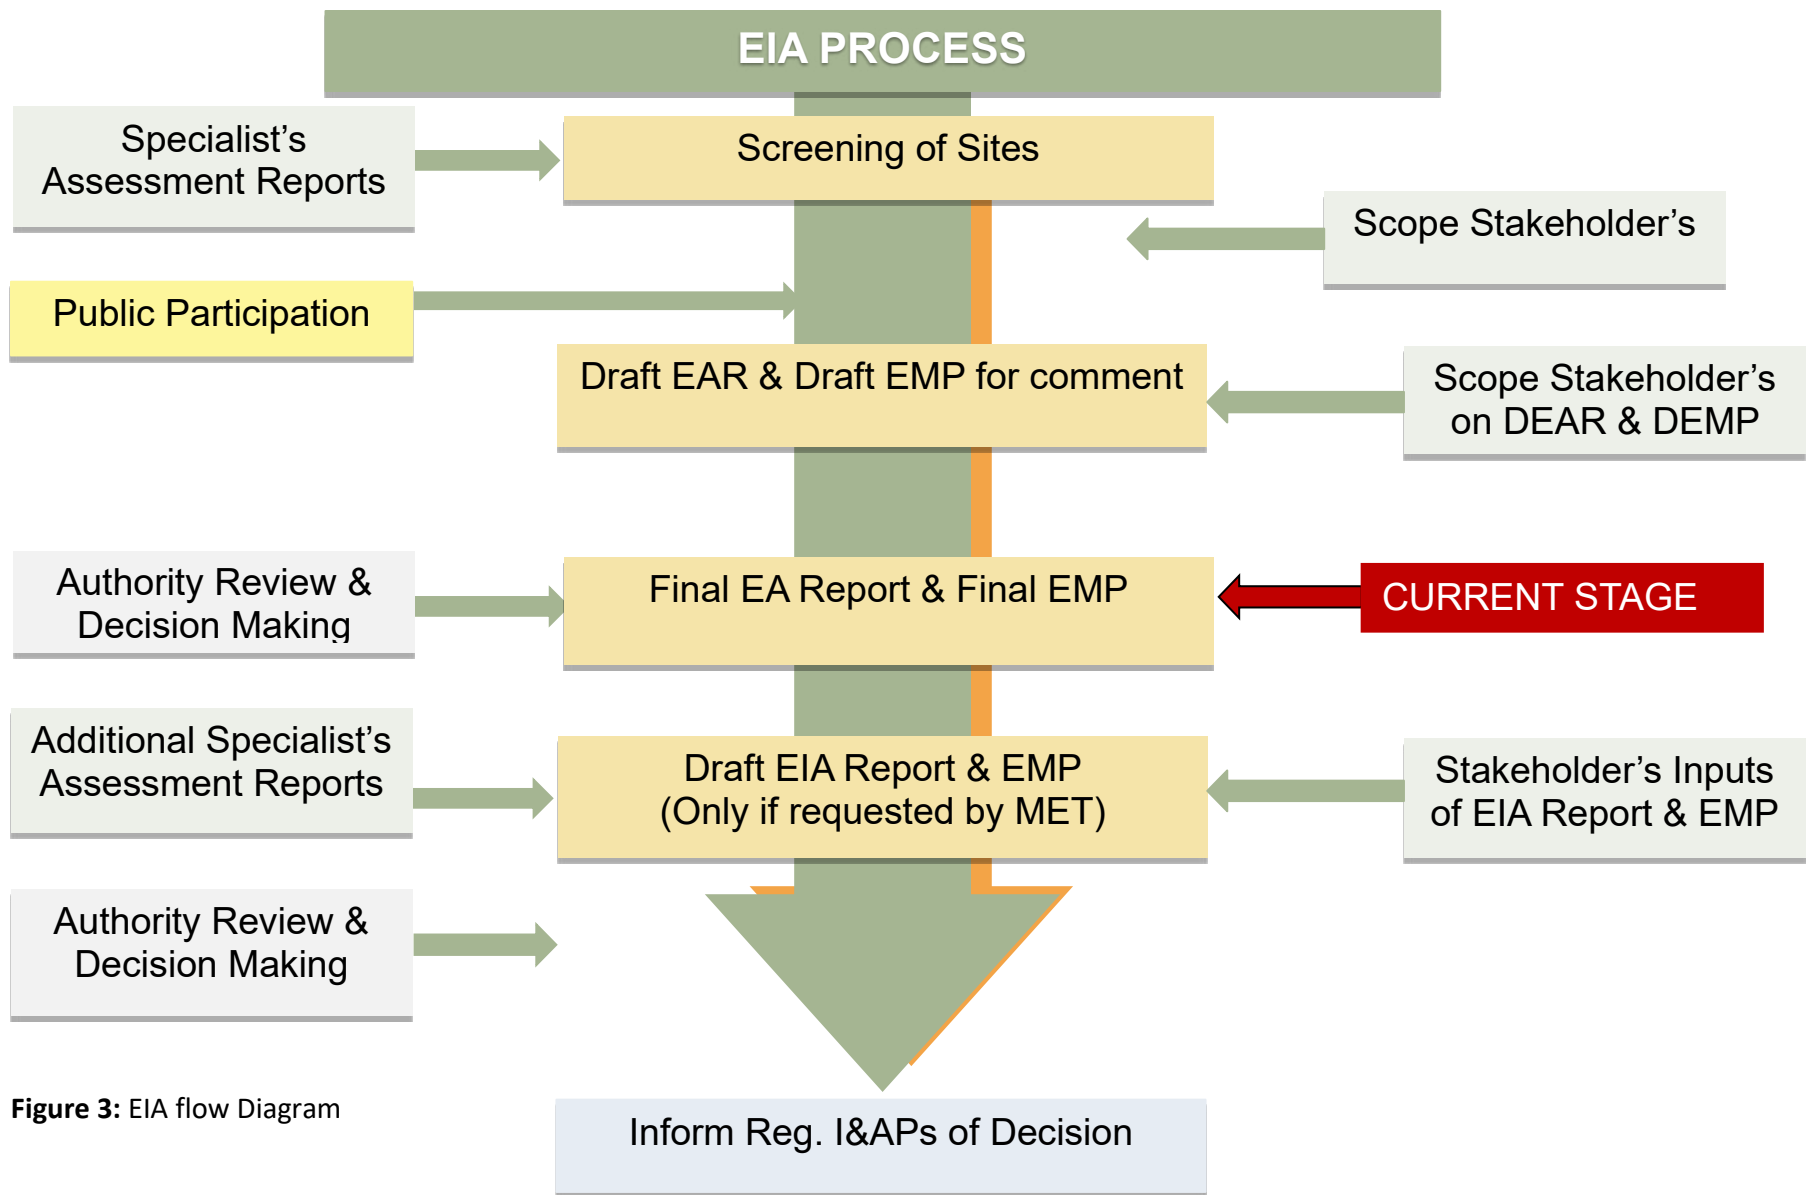 EIA PROCESS
Specialist’s
Assessment Reports
Screening of Sites
Scope Stakeholder’s
Public Participation
Draft EAR & Draft EMP for comment
Scope Stakeholder’s
on DEAR & DEMP
Authority Review &
Decision Making
Final EA Report & Final EMP
CURRENT STAGE
Additional Specialist’s
Assessment Reports
Draft EIA Report & EMP
(Only if requested by MET)
Stakeholder’s Inputs
of EIA Report & EMP
Authority Review &
Decision Making
Figure 3: EIA flow Diagram
Inform Reg. I&APs of Decision